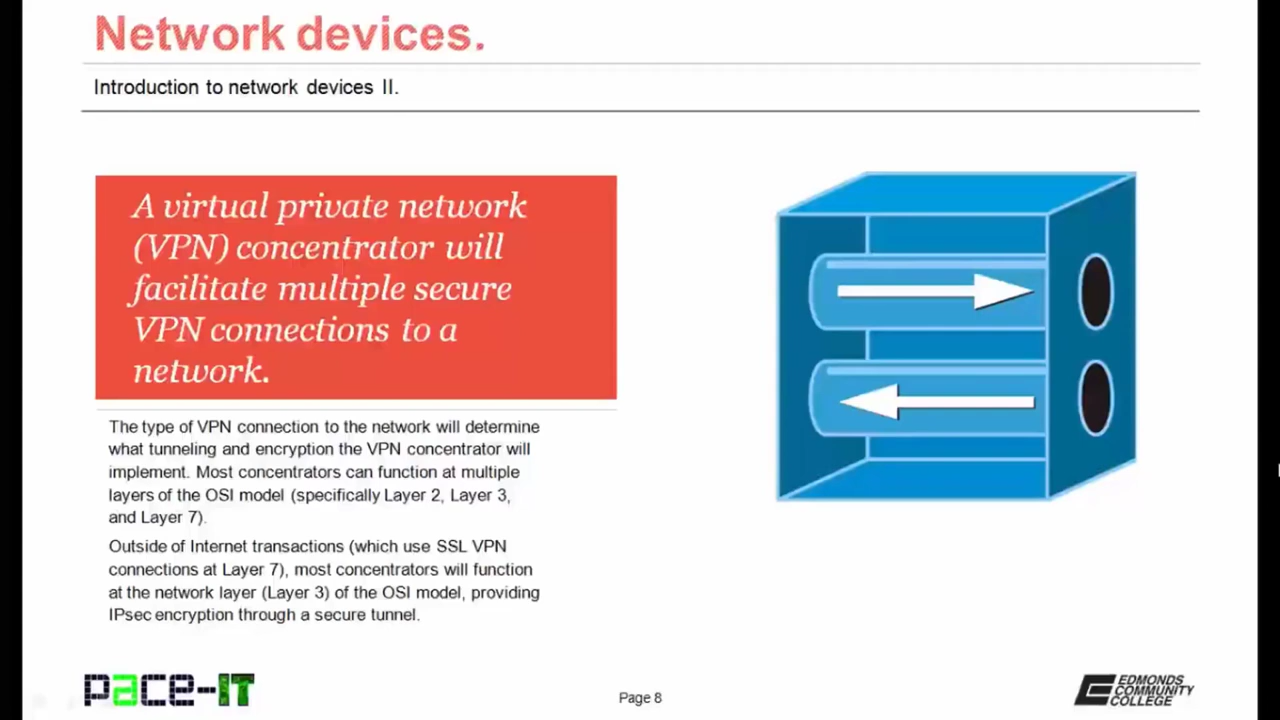 Network devices.
Introduction to network devices II.
A virtual private network
(VPN) concentrator will
facilitate multiple secure
VPN connections to a
network.
The type of VPN connection to the network will determine
what tunneling and encryption the VPN concentrator will
implement. Most concentrators can function at multiple
layers of the OSI model (specifically Layer 2, Layer 3,
and Layer 7).
Outside of Internet transactions (which use SSL VPN
connections at Layer 7), most concentrators will function
at the network layer (Layer 3) of the OSI model, providing
IPsec encryption through a secure tunnel.
pace-IT
Page 8
EDMONDS
COMMUNITY
COLLEGE